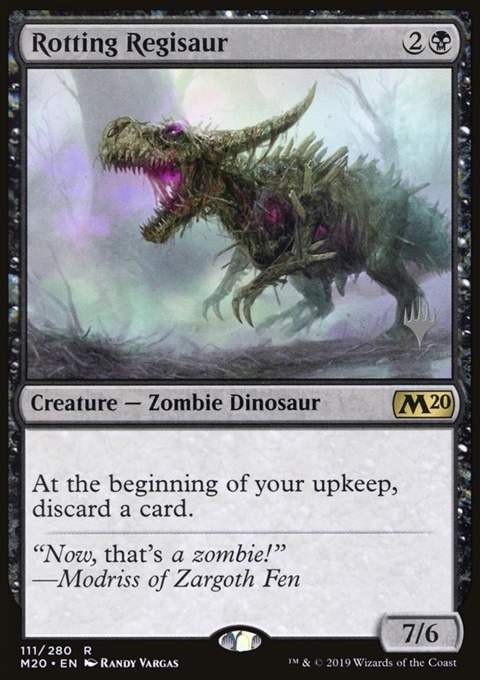 Rotting Regisaur 2
Creature — Zombie Dinosaur M20
At the beginning of your upkeep,
discard a card.
“Now, that’s a zombie!”
—Modriss of Zargoth Fen
7/6
111/280 R
M20 • EN Randy Vargas ™ & © 2019 Wizards of the Coast